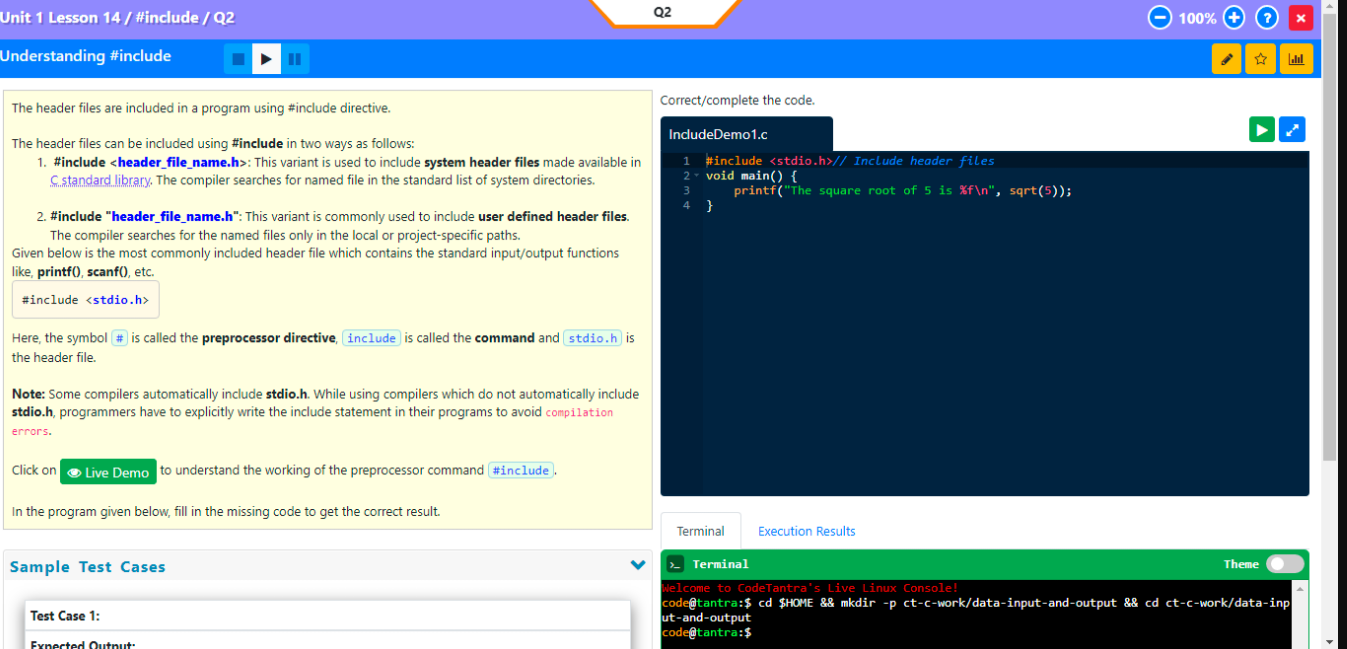 Unit 1 Lesson 14 / #include / Q2
Q2
100%
?
×
Understanding #include
The header files are included in a program using #include directive.
The header files can be included using #include in two ways as follows:
1. #include <header_file_name.h>: This variant is used to include system header files made available in
C standard library. The compiler searches for named file in the standard list of system directories.
2. #include "header_file_name.h": This variant is commonly used to include user defined header files.
The compiler searches for the named files only in the local or project-specific paths.
Given below is the most commonly included header file which contains the standard input/output functions
like, printf(), scanf(), etc.
#include <stdio.h>
Here, the symbol # is called the preprocessor directive, include is called the command and stdio.h is
the header file.
Note: Some compilers automatically include stdio.h. While using compilers which do not automatically include
stdio.h, programmers have to explicitly write the include statement in their programs to avoid compilation
errors.
Click on Live Demo to understand the working of the preprocessor command #include.
In the program given below, fill in the missing code to get the correct result.
Sample Test Cases
Test Case 1:
Expected Output:
Correct/complete the code.
IncludeDemo1.c
1 #include <stdio.h>// Include header files
2 void main() {
3 printf("The square root of 5 is %f\n", sqrt(5));
4 }
Terminal
Execution Results
Terminal
Theme
Welcome to CodeTantra's Live Linux Console!
code@tantra:$ cd $HOME && mkdir -p ct-c-work/data-input-and-output && cd ct-c-work/data-inp
ut-and-output
code@tantra:$